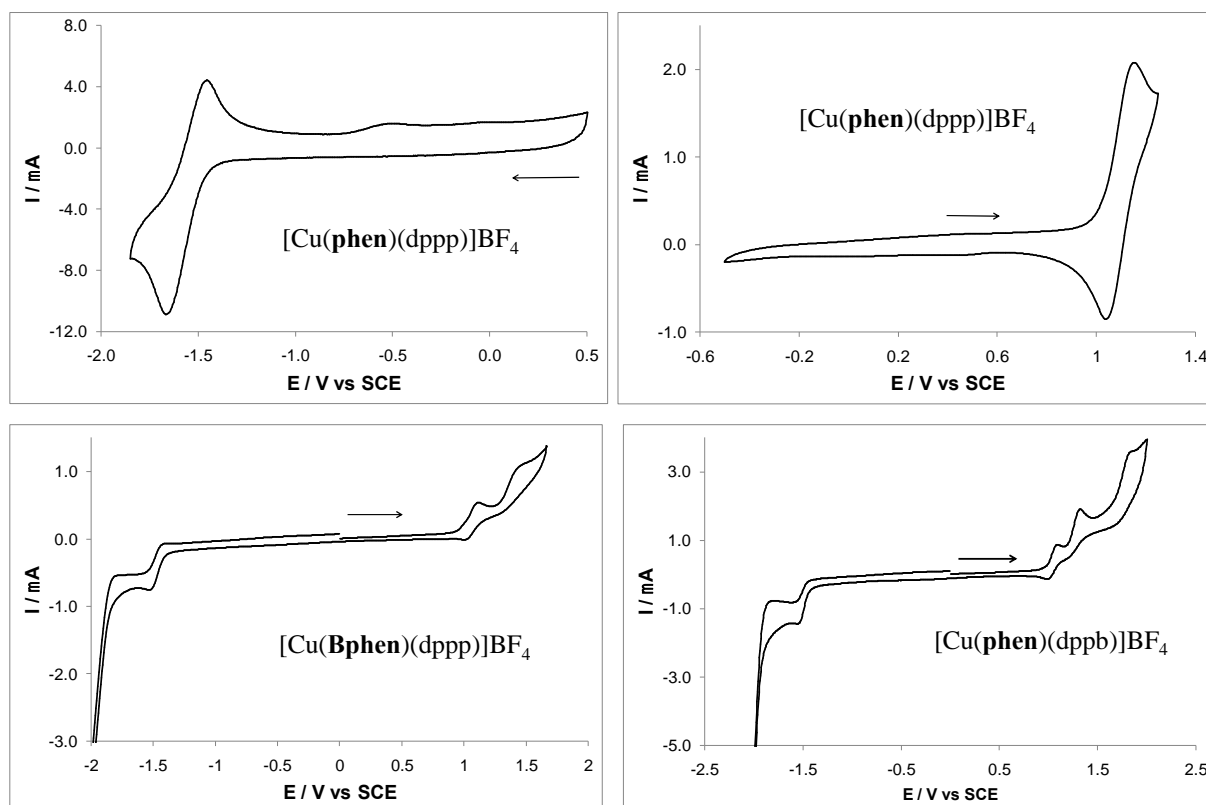 8.0
4.0
0.0
-4.0
-8.0
-12.0
I / mA
[Cu(phen)(dppp)]BF4
-2.0 -1.5 -1.0 -0.5 0.0 0.5
E / V vs SCE
2.0
1.0
0.0
-1.0
I / mA
[Cu(phen)(dppp)]BF4
-0.6 -0.2 0.2 0.6 1 1.4
E / V vs SCE
1.0
0.0
-1.0
-2.0
-3.0
I / mA
[Cu(Bphen)(dppp)]BF4
-2 -1.5 -1 -0.5 0 0.5 1 1.5 2
E / V vs SCE
3.0
1.0
-1.0
-3.0
-5.0
I / mA
[Cu(phen)(dppb)]BF4
-2.5 -1.5 -0.5 0.5 1.5 2.5
E / V vs SCE